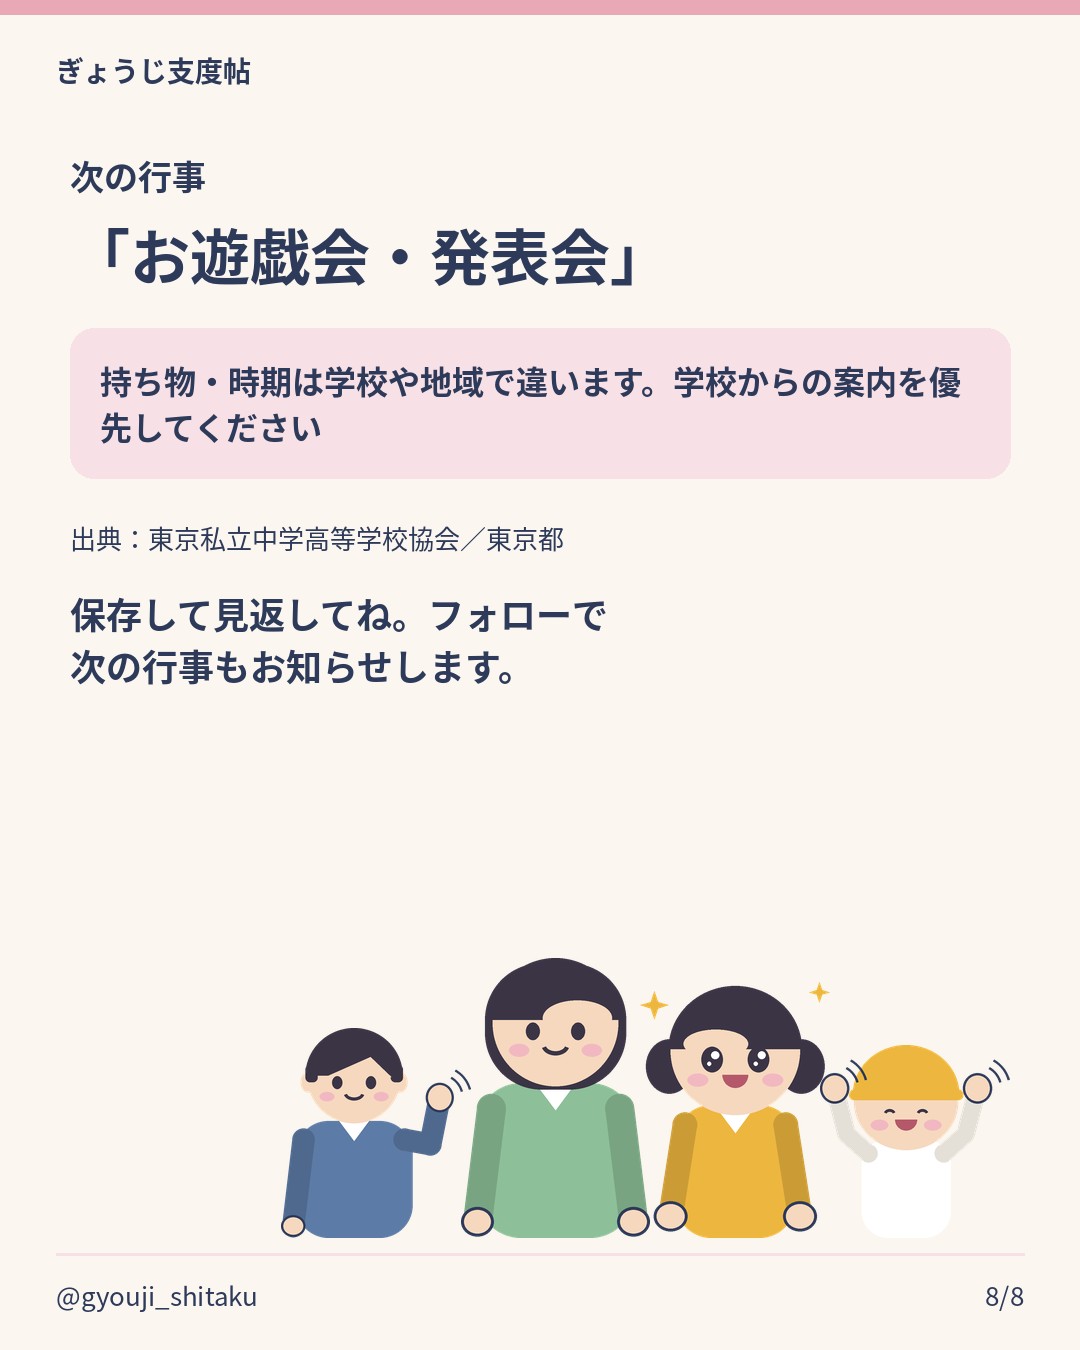 ぎょうじ支度帖
次の行事
「お遊戯会・発表会」
持ち物・時期は学校や地域で違います。学校からの案内を優
先してください
出典：東京私立中学高等学校協会／東京都
保存して見返してね。フォローで
次の行事もお知らせします。
@gyouji_shitaku
8/8